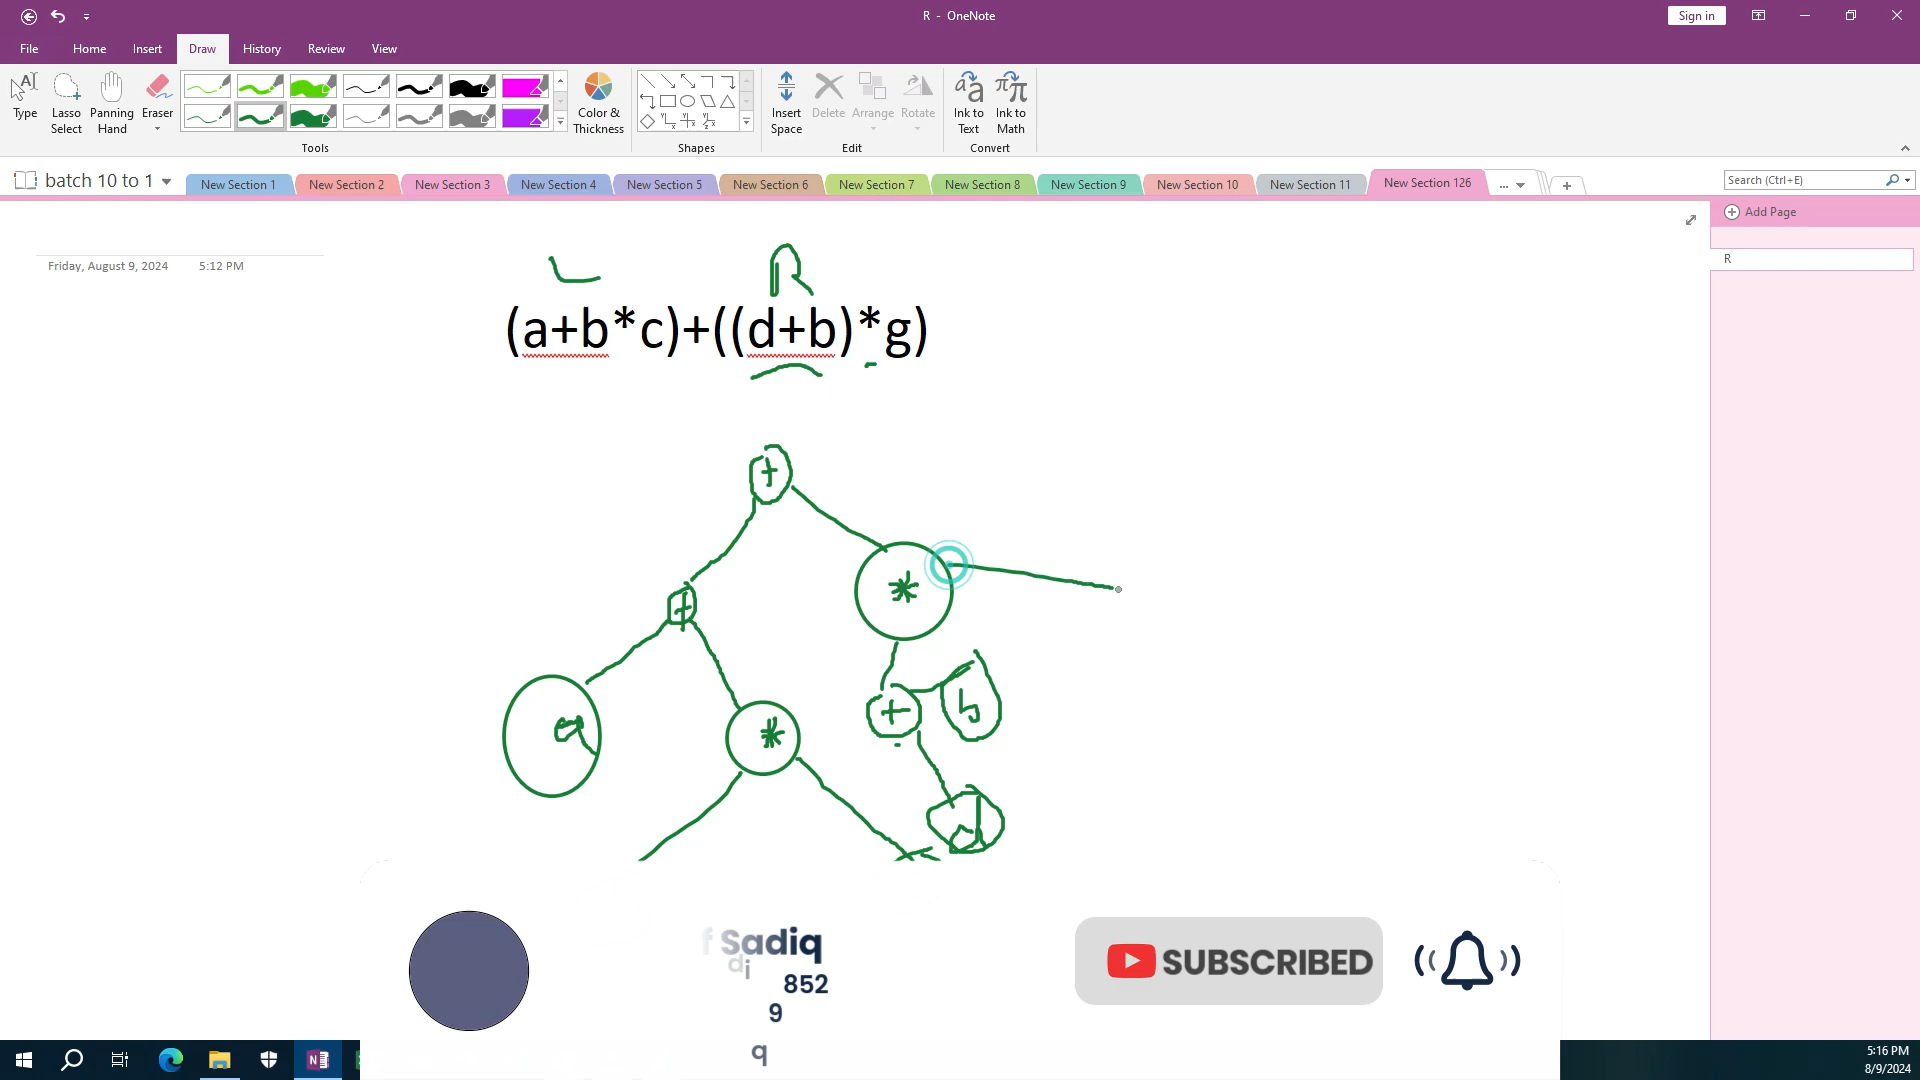 R - OneNote
Sign in
File Home Insert Draw History Review View
Type
Lasso Select
Panning Hand
Eraser
Color & Thickness
Insert Space
Delete
Arrange
Rotate
Ink to Text
Ink to Math
Tools
Shapes
Edit
Convert
batch 10 to 1
New Section 1 New Section 2 New Section 3 New Section 4 New Section 5 New Section 6 New Section 7 New Section 8 New Section 9 New Section 10 New Section 11 New Section 126 ...
Search (Ctrl+E)
Add Page
R
Friday, August 9, 2024 5:12 PM
L R
(a+b*c)+((d+b)*g)
+
+ *
a * + b
d
f Sadiq
di
852
9
q
SUBSCRIBED
5:16 PM
8/9/2024